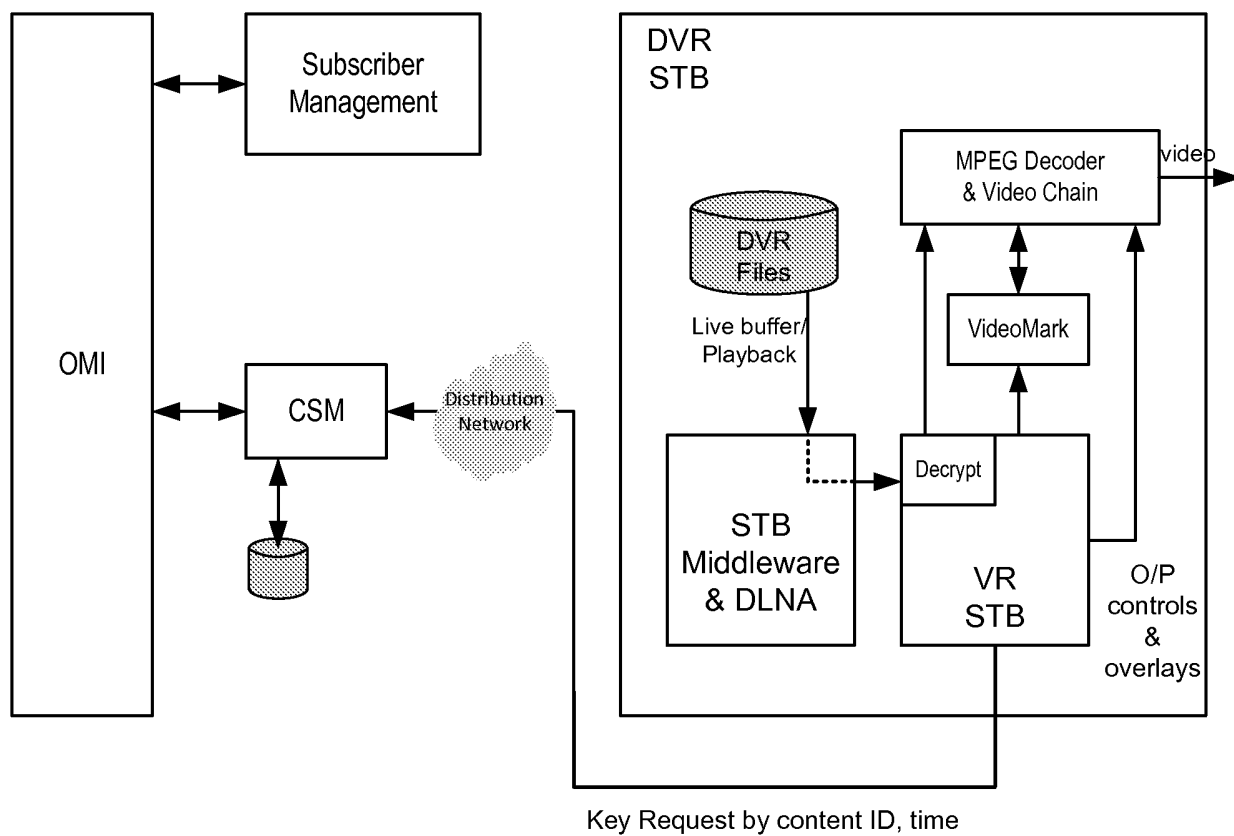 DVR
STB
Subscriber
Management
MPEG Decoder
& Video Chain
video
DVR
Files
Live buffer/
Playback
VideoMark
OMI
CSM
Distribution
Network
Decrypt
STB
Middleware
& DLNA
VR
STB
O/P
controls
&
overlays
Key Request by content ID, time